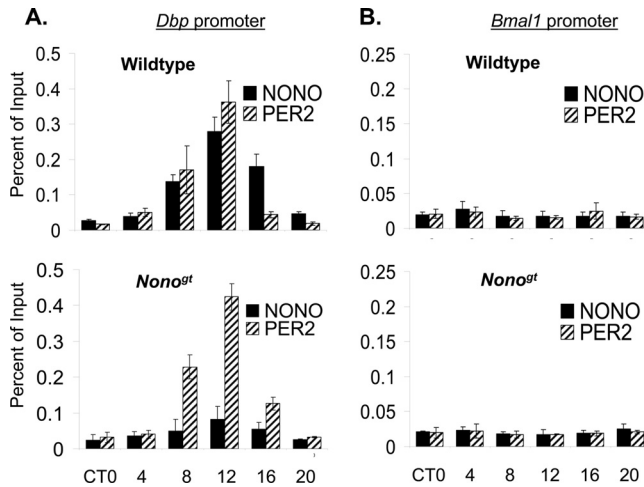 A.
Dbp promoter
Wildtype
NONO
PER2
Percent of Input
0.5
0.4
0.3
0.2
0.1
0
Nonogt
NONO
PER2
Percent of Input
0.5
0.4
0.3
0.2
0.1
0
CT0 4 8 12 16 20
B.
Bmal1 promoter
Wildtype
NONO
PER2
0.25
0.2
0.15
0.1
0.05
0
Nonogt
NONO
PER2
0.25
0.2
0.15
0.1
0.05
0
CT0 4 8 12 16 20